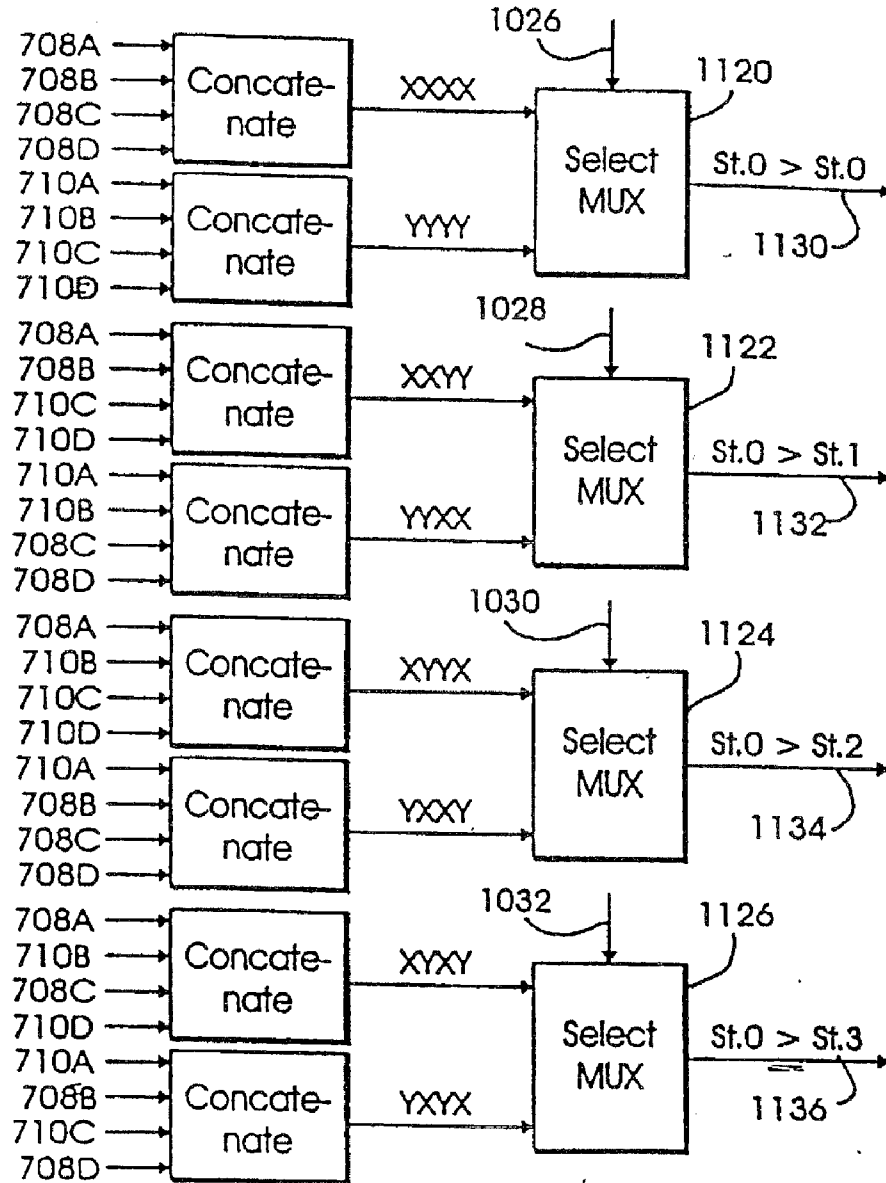 1026
708A
708B
708C
708D
Concate-
nate
XXXX
1120
710A
710B
710C
710D
Concate-
nate
YYYY
Select
MUX
St.0 > St.0
1130
1028
708A
708B
710C
710D
Concate-
nate
XXYY
1122
710A
710B
708C
708D
Concate-
nate
YYXX
Select
MUX
St.0 > St.1
1132
1030
708A
710B
710C
710D
Concate-
nate
XYYX
1124
710A
708B
708C
708D
Concate-
nate
YXXY
Select
MUX
St.0 > St.2
1134
1032
708A
710B
708C
710D
Concate-
nate
XYXY
1126
710A
708B
710C
708D
Concate-
nate
YXYX
Select
MUX
St.0 > St.3
1136